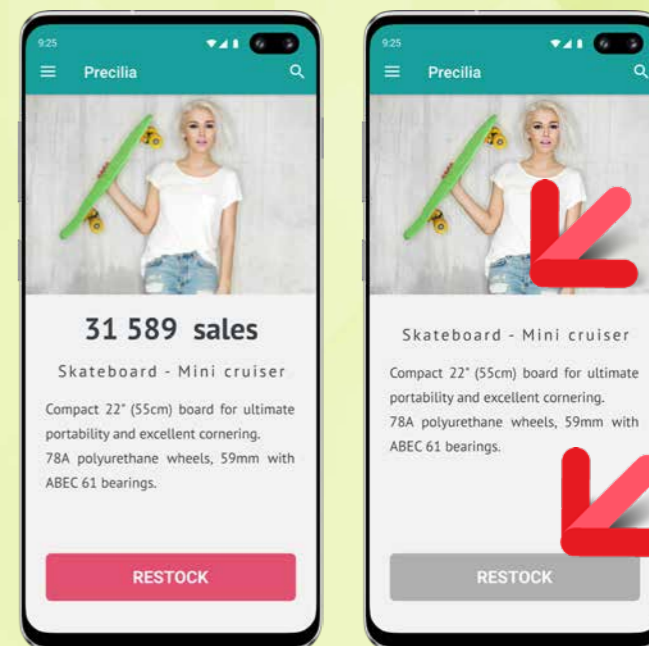 9:25
Precilia
31 589 sales
Skateboard - Mini cruiser
Compact 22" (55cm) board for ultimate
portability and excellent cornering.
78A polyurethane wheels, 59mm with
ABEC 61 bearings.
RESTOCK
9:25
Precilia
Skateboard - Mini cruiser
Compact 22" (55cm) board for ultimate
portability and excellent cornering.
78A polyurethane wheels, 59mm with
ABEC 61 bearings.
RESTOCK